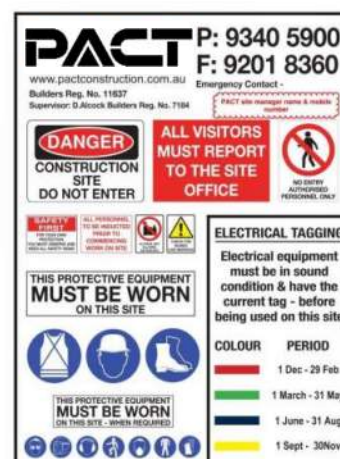 PACT
P: 9340 5900
F: 9201 8360
www.pactconstruction.com.au
Builders Reg. No. 11637
Supervisor: D.Alcock Builders Reg. No. 7184
Emergency Contact -
PACT site manager name & mobile
number
DANGER
CONSTRUCTION
SITE
DO NOT ENTER
ALL VISITORS
MUST REPORT
TO THE SITE
OFFICE
NO ENTRY
AUTHORISED
PERSONNEL ONLY
SAFETY
FIRST
ALL PERSONNEL
TO BE INDUCTED
PRIOR TO
COMMENCING
WORK ON SITE
THIS PROTECTIVE EQUIPMENT
MUST BE WORN
ON THIS SITE
THIS PROTECTIVE EQUIPMENT
MUST BE WORN
ON THIS SITE - WHEN REQUIRED
ELECTRICAL TAGGING
Electrical equipment
must be in sound
condition & have the
current tag - before
being used on this site
COLOUR PERIOD
1 Dec - 29 Feb
1 March - 31 May
1 June - 31 Aug
1 Sept - 30Nov